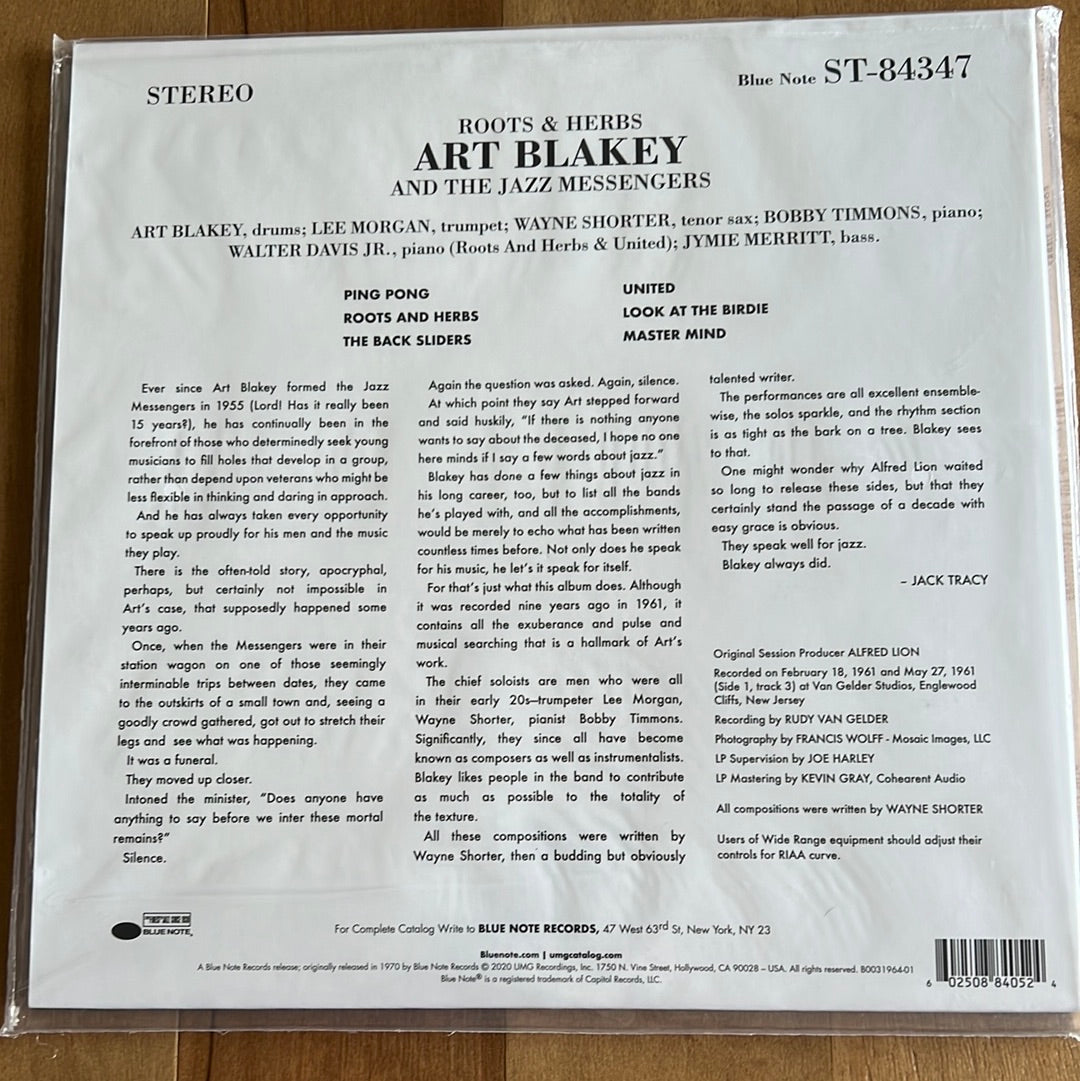 STEREO
Blue Note ST-84347
ROOTS & HERBS
ART BLAKEY
AND THE JAZZ MESSENGERS
ART BLAKEY, drums; LEE MORGAN, trumpet; WAYNE SHORTER, tenor sax; BOBBY TIMMONS, piano;
WALTER DAVIS JR., piano (Roots And Herbs & United); JYMIE MERRITT, bass.
PING PONG
ROOTS AND HERBS
THE BACK SLIDERS
UNITED
LOOK AT THE BIRDIE
MASTER MIND
Ever since Art Blakey formed the Jazz
Messengers in 1955 (Lord! Has it really been
15 years?), he has continually been in the
forefront of those who determinedly seek young
musicians to fill holes that develop in a group,
rather than depend upon veterans who might be
less flexible in thinking and daring in approach.
And he has always taken every opportunity
to speak up proudly for his men and the music
they play.
There is the often-told story, apocryphal,
perhaps, but certainly not impossible in
Art's case, that supposedly happened some
years ago.
Once, when the Messengers were in their
station wagon on one of those seemingly
interminable trips between dates, they came
to the outskirts of a small town and, seeing a
goodly crowd gathered, got out to stretch their
legs and see what was happening.
It was a funeral.
They moved up closer.
Intoned the minister, "Does anyone have
anything to say before we inter these mortal
remains?"
Silence.
Again the question was asked. Again, silence.
At which point they say Art stepped forward
and said huskily, "If there is nothing anyone
wants to say about the deceased, I hope no one
here minds if I say a few words about jazz."
Blakey has done a few things about jazz in
his long career, too, but to list all the bands
he's played with, and all the accomplishments,
would be merely to echo what has been written
countless times before. Not only does he speak
for his music, he let's it speak for itself.
For that's just what this album does. Although
it was recorded nine years ago in 1961, it
contains all the exuberance and pulse and
musical searching that is a hallmark of Art's
work.
The chief soloists are men who were all
in their early 20s—trumpeter Lee Morgan,
Wayne Shorter, pianist Bobby Timmons.
Significantly, they since all have become
known as composers as well as instrumentalists.
Blakey likes people in the band to contribute
as much as possible to the totality of
the texture.
All these compositions were written by
Wayne Shorter, then a budding but obviously
talented writer.
The performances are all excellent ensemble-
wise, the solos sparkle, and the rhythm section
is as tight as the bark on a tree. Blakey sees
to that.
One might wonder why Alfred Lion waited
so long to release these sides, but that they
certainly stand the passage of a decade with
easy grace is obvious.
They speak well for jazz.
Blakey always did.
– JACK TRACY
Original Session Producer ALFRED LION
Recorded on February 18, 1961 and May 27, 1961
(Side 1, track 3) at Van Gelder Studios, Englewood
Cliffs, New Jersey
Recording by RUDY VAN GELDER
Photography by FRANCIS WOLFF - Mosaic Images, LLC
LP Supervision by JOE HARLEY
LP Mastering by KEVIN GRAY, Cohearent Audio
All compositions were written by WAYNE SHORTER
Users of Wide Range equipment should adjust their
controls for RIAA curve.
BLUE NOTE
For Complete Catalog Write to BLUE NOTE RECORDS, 47 West 63rd St, New York, NY 23
Bluenote.com | umgcatalog.com
A Blue Note Records release; originally released in 1970 by Blue Note Records © 2020 UMG Recordings, Inc. 1750 N. Vine Street, Hollywood, CA 90028 – USA. All rights reserved. B0031964-01
Blue Note® is a registered trademark of Capitol Records, LLC.
6 02508 84052 4